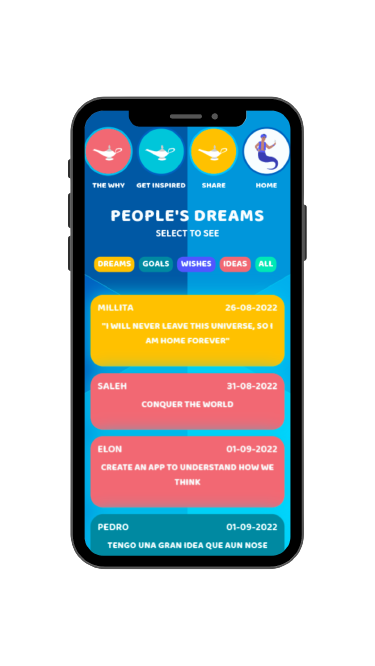 THE WHY GET INSPIRED SHARE HOME
PEOPLE'S DREAMS
SELECT TO SEE
DREAMS GOALS WISHES IDEAS ALL
MILLITA 26-08-2022
"I WILL NEVER LEAVE THIS UNIVERSE, SO I
AM HOME FOREVER"
SALEH 31-08-2022
CONQUER THE WORLD
ELON 01-09-2022
CREATE AN APP TO UNDERSTAND HOW WE
THINK
PEDRO 01-09-2022
TENGO UNA GRAN IDEA QUE AUN NOSE